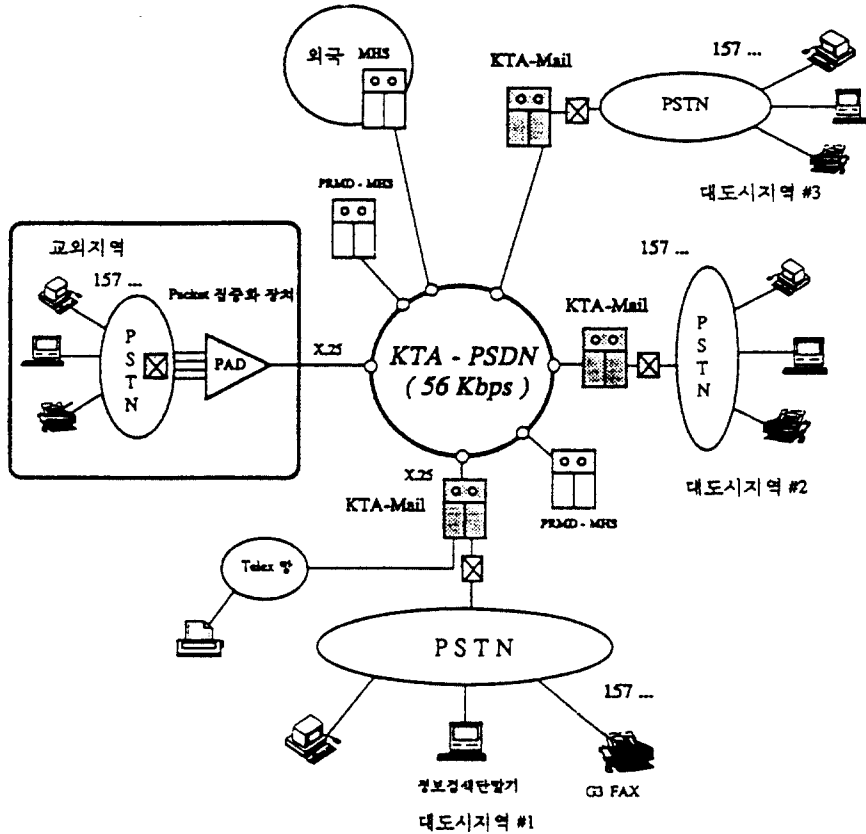 외국 MHS
KTA-Mail
157 ...
PSTN
대도시지역 #3
PRMD - MHS
교외지역
157 ...
Packet 집중화 장치
PSTN
PAD
X.25
KTA - PSDN
( 56 Kbps )
KTA-Mail
157 ...
PSTN
대도시지역 #2
X.25
KTA-Mail
PRMD - MHS
Telex 망
PSTN
157 ...
정보검색단말기
G3 FAX
대도시지역 #1